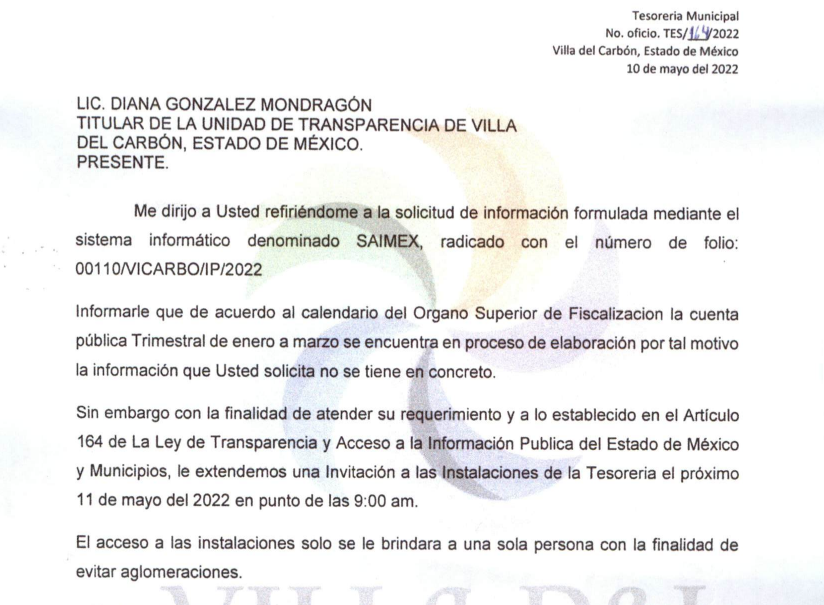 Tesoreria Municipal
No. oficio. TES/164/2022
Villa del Carbón, Estado de México
10 de mayo del 2022
LIC. DIANA GONZALEZ MONDRAGÓN
TITULAR DE LA UNIDAD DE TRANSPARENCIA DE VILLA
DEL CARBÓN, ESTADO DE MÉXICO.
PRESENTE.
Me dirijo a Usted refiriéndome a la solicitud de información formulada mediante el
sistema informático denominado SAIMEX, radicado con el número de folio:
00110/VICARBO/IP/2022
Informarle que de acuerdo al calendario del Organo Superior de Fiscalizacion la cuenta
pública Trimestral de enero a marzo se encuentra en proceso de elaboración por tal motivo
la información que Usted solicita no se tiene en concreto.
Sin embargo con la finalidad de atender su requerimiento y a lo establecido en el Artículo
164 de La Ley de Transparencia y Acceso a la Información Publica del Estado de México
y Municipios, le extendemos una Invitación a las Instalaciones de la Tesoreria el próximo
11 de mayo del 2022 en punto de las 9:00 am.
El acceso a las instalaciones solo se le brindara a una sola persona con la finalidad de
evitar aglomeraciones.